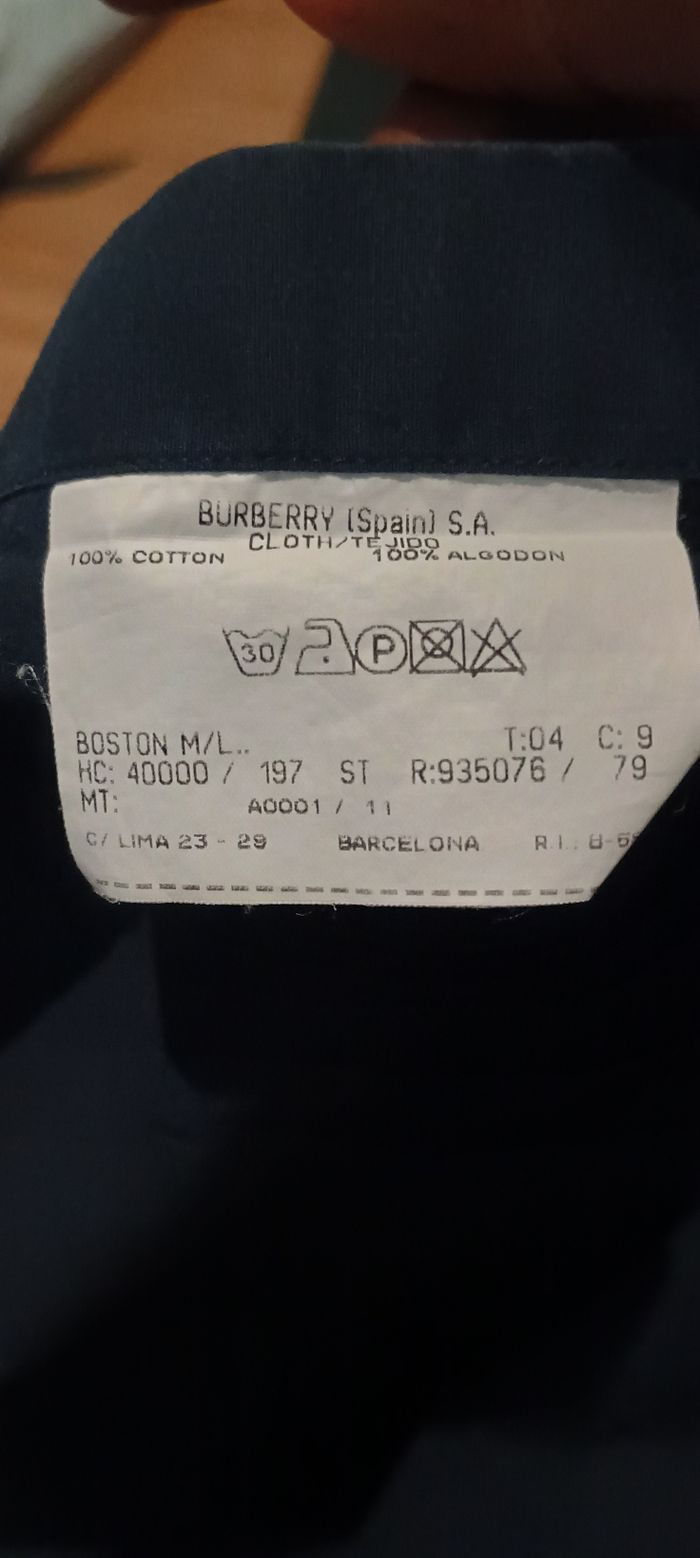 BURBERRY (Spain) S.A.
CLOTH/TEJIDO
100% COTTON 100% ALGODON
30 P
BOSTON M/L.. T:04 C: 9
HC: 40000 / 197 ST R:935076 / 79
MT: A0001 / 11
C/ LIMA 23 - 29 BARCELONA R.I.: